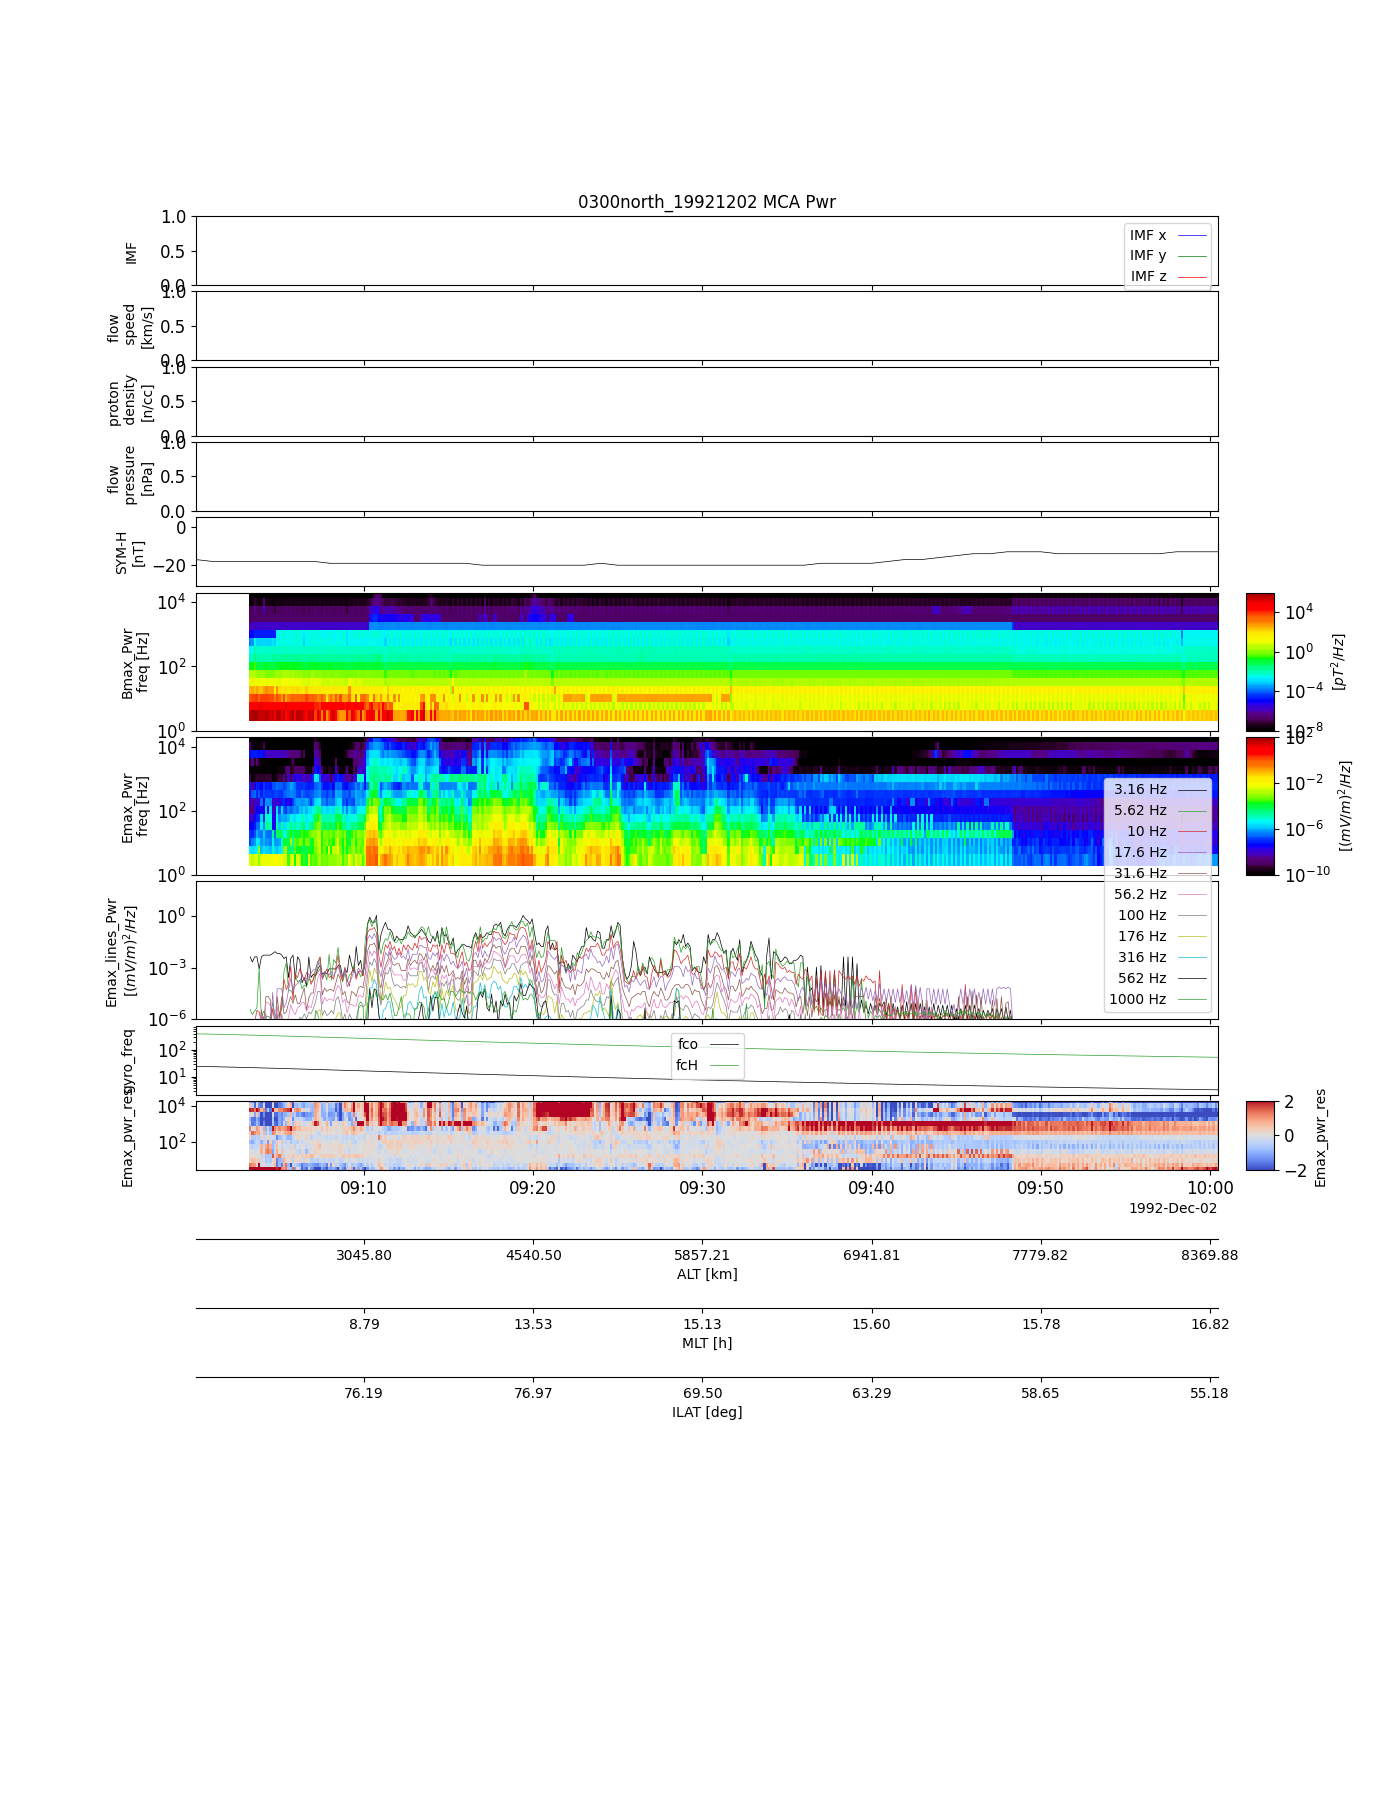 0300north_19921202 MCA Pwr
1.0
0.5
0.0
IMF
IMF x
IMF y
IMF z
1.0
0.5
0.0
flow
speed
[km/s]
1.0
0.5
0.0
proton
density
[n/cc]
1.0
0.5
0.0
flow
pressure
[nPa]
0
−20
SYM-H
[nT]
10^4
10^2
10^0
Bmax_Pwr
freq [Hz]
10^4
10^0
10^-4
10^-8
[pT^2/Hz]
10^4
10^2
10^0
Emax_Pwr
freq [Hz]
10^2
10^-2
10^-6
10^-10
[(mV/m)^2/Hz]
3.16 Hz
5.62 Hz
10 Hz
17.6 Hz
31.6 Hz
56.2 Hz
100 Hz
176 Hz
316 Hz
562 Hz
1000 Hz
10^0
10^-3
10^-6
Emax_lines_Pwr
[(mV/m)^2/Hz]
10^2
10^1
gyro_freq
fco
fcH
10^4
10^2
Emax_pwr_res
2
0
−2
Emax_pwr_res
09:10 09:20 09:30 09:40 09:50 10:00
1992-Dec-02
3045.80 4540.50 5857.21 6941.81 7779.82 8369.88
ALT [km]
8.79 13.53 15.13 15.60 15.78 16.82
MLT [h]
76.19 76.97 69.50 63.29 58.65 55.18
ILAT [deg]